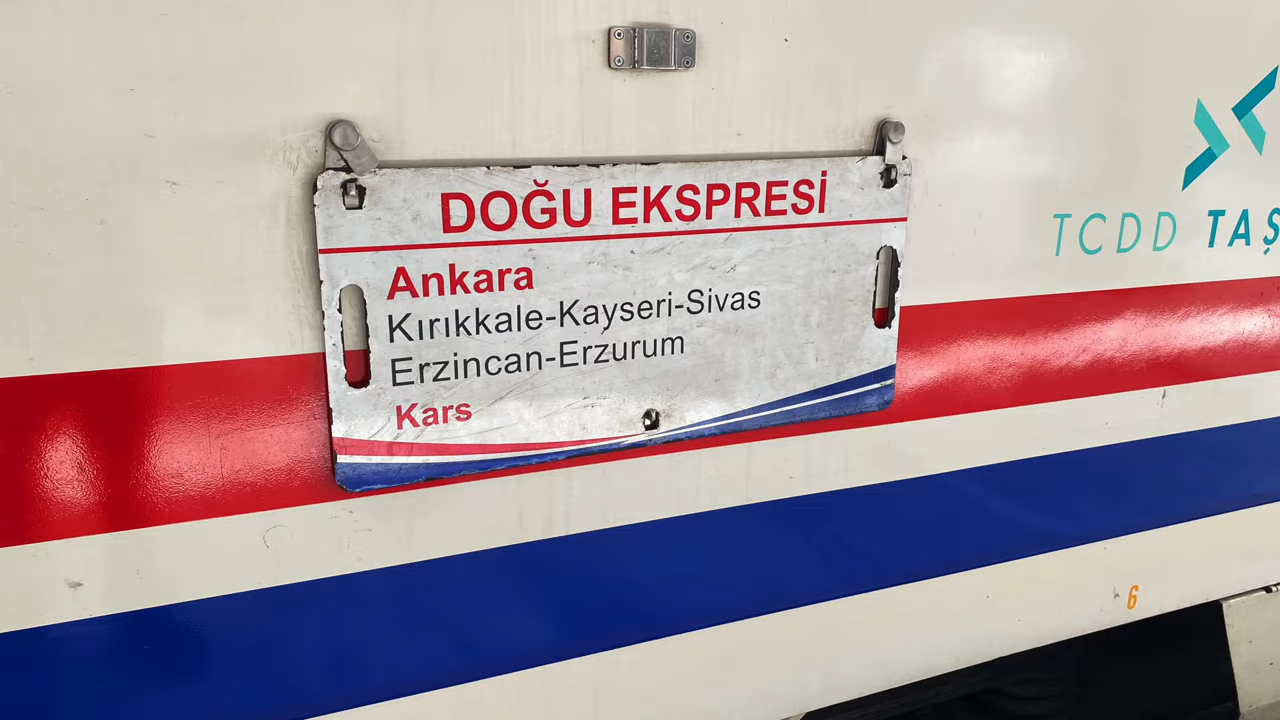 DOĞU EKSPRESİ
Ankara
Kırıkkale-Kayseri-Sivas
Erzincan-Erzurum
Kars
TCDD TAŞ
6